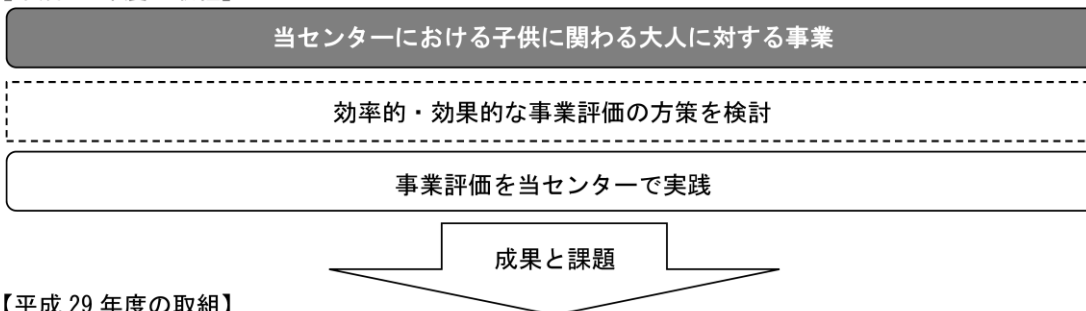 当センターにおける子供に関わる大人に対する事業
効率的・効果的な事業評価の方策を検討
事業評価を当センターで実践
成果と課題
【平成 29 年度の取組】